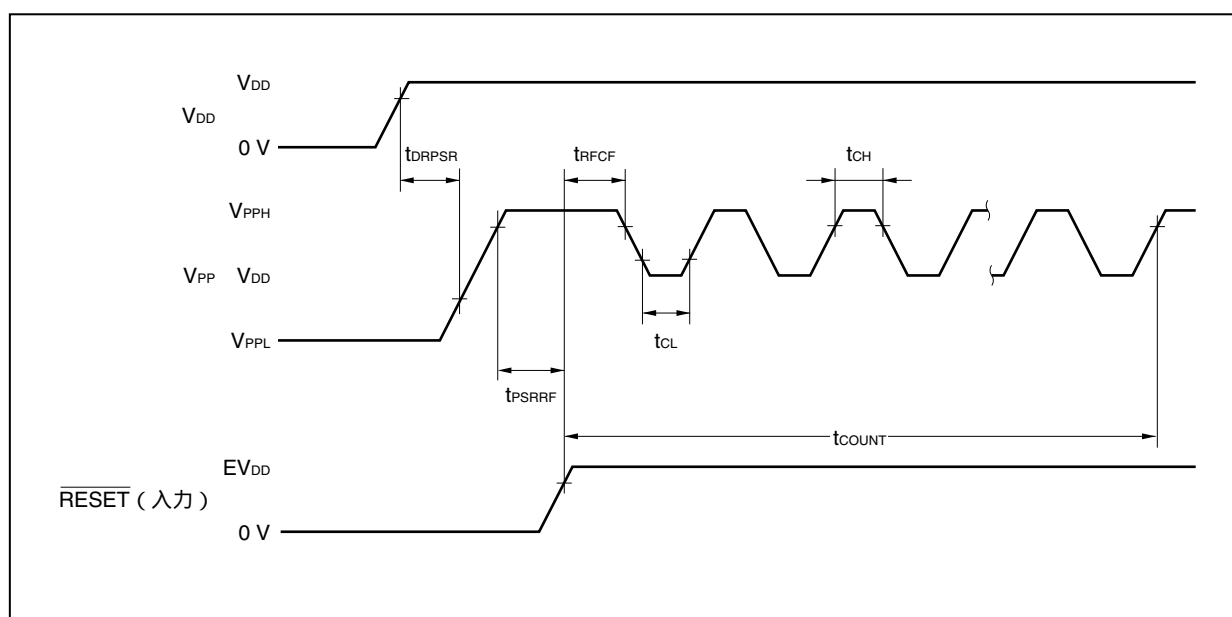 VDD
VDD
0 V
tDRPSR
tRFCF
tCH
VPPH
VPP VDD
tCL
VPPL
tPSRRF
tCOUNT
EVDD
RESET(入力)
0 V